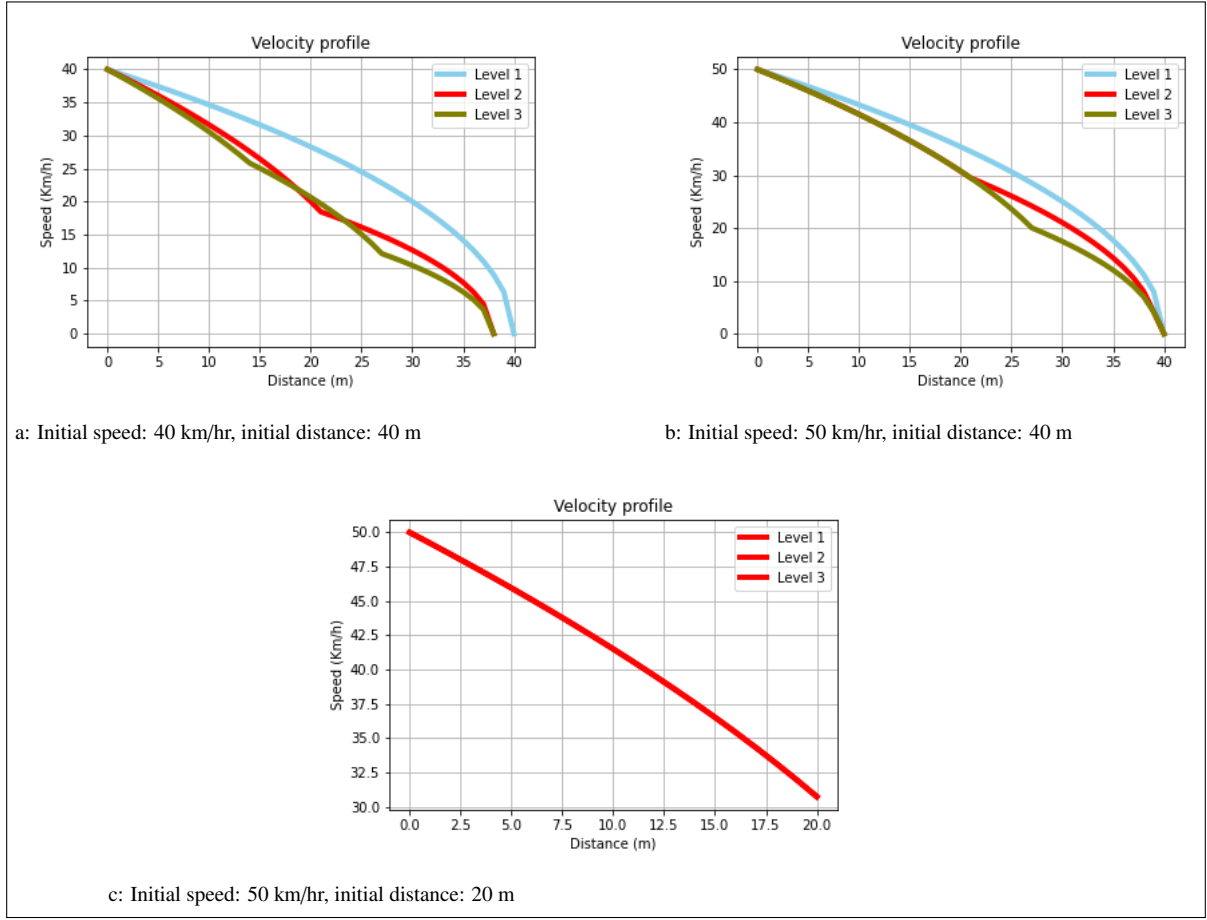 Velocity profile
40
35
30
25
20
15
10
5
0
Speed (Km/h)
Level 1
Level 2
Level 3
0 5 10 15 20 25 30 35 40
Distance (m)
a: Initial speed: 40 km/hr, initial distance: 40 m
Velocity profile
50
40
30
20
10
0
Speed (Km/h)
Level 1
Level 2
Level 3
0 5 10 15 20 25 30 35 40
Distance (m)
b: Initial speed: 50 km/hr, initial distance: 40 m
Velocity profile
50.0
47.5
45.0
42.5
40.0
37.5
35.0
32.5
30.0
Speed (Km/h)
Level 1
Level 2
Level 3
0.0 2.5 5.0 7.5 10.0 12.5 15.0 17.5 20.0
Distance (m)
c: Initial speed: 50 km/hr, initial distance: 20 m